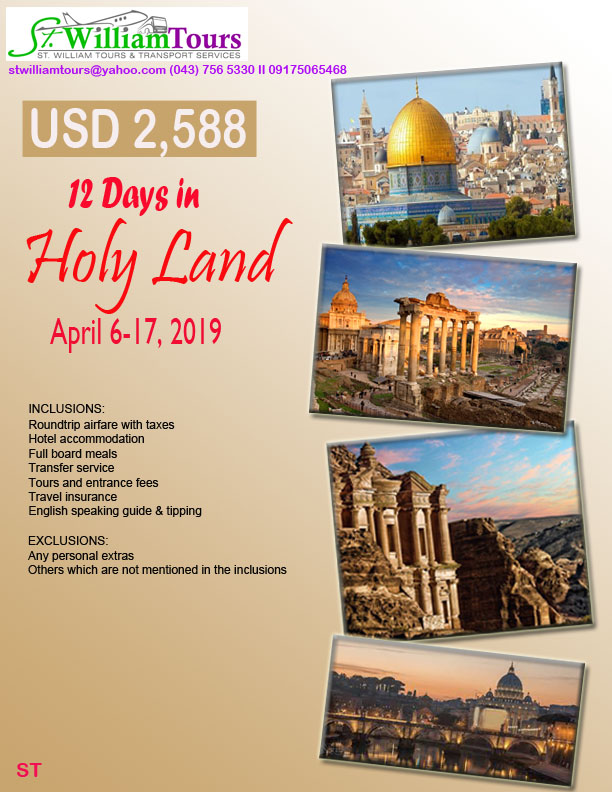 St. WilliamTours
ST. WILLIAM TOURS & TRANSPORT SERVICES
stwilliamtours@yahoo.com (043) 756 5330 II 09175065468
USD 2,588
12 Days in
Holy Land
April 6-17, 2019
INCLUSIONS:
Roundtrip airfare with taxes
Hotel accommodation
Full board meals
Transfer service
Tours and entrance fees
Travel insurance
English speaking guide & tipping
EXCLUSIONS:
Any personal extras
Others which are not mentioned in the inclusions
ST